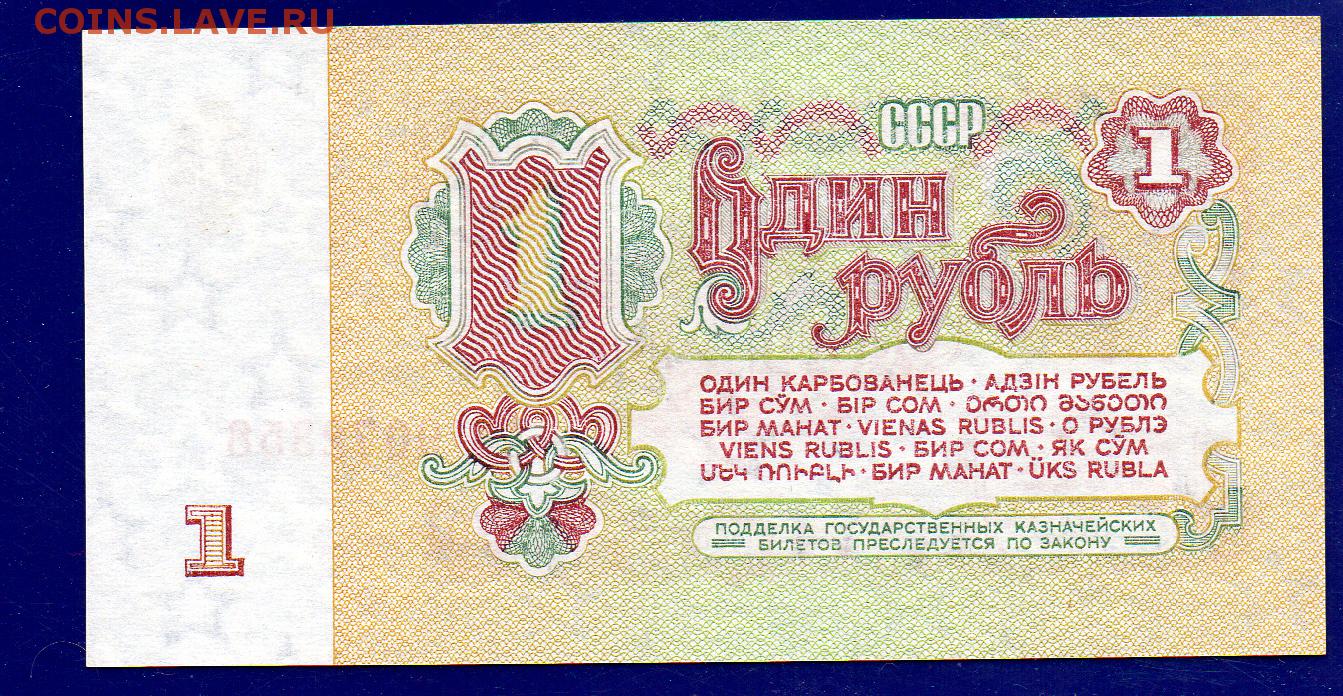 COINS.LAVE.RU
СССР
1
Один
рубль
ОДИН КАРБОВАНЕЦЬ · АДЗІН РУБЕЛЬ
БИР СЎМ · БІР СОМ · ᲔᲠᲗᲘ ᲛᲐᲜᲔᲗᲘ
БИР МАНАТ · VIENAS RUBLIS · О РУБЛЭ
VIENS RUBLIS · БИР СОМ · ЯК СӮМ
ՄԵԿ ՌՈՒԲԼԻ · БИР МАНАТ · ÜKS RUBLA
ПОДДЕЛКА ГОСУДАРСТВЕННЫХ КАЗНАЧЕЙСКИХ
БИЛЕТОВ ПРЕСЛЕДУЕТСЯ ПО ЗАКОНУ
1
1